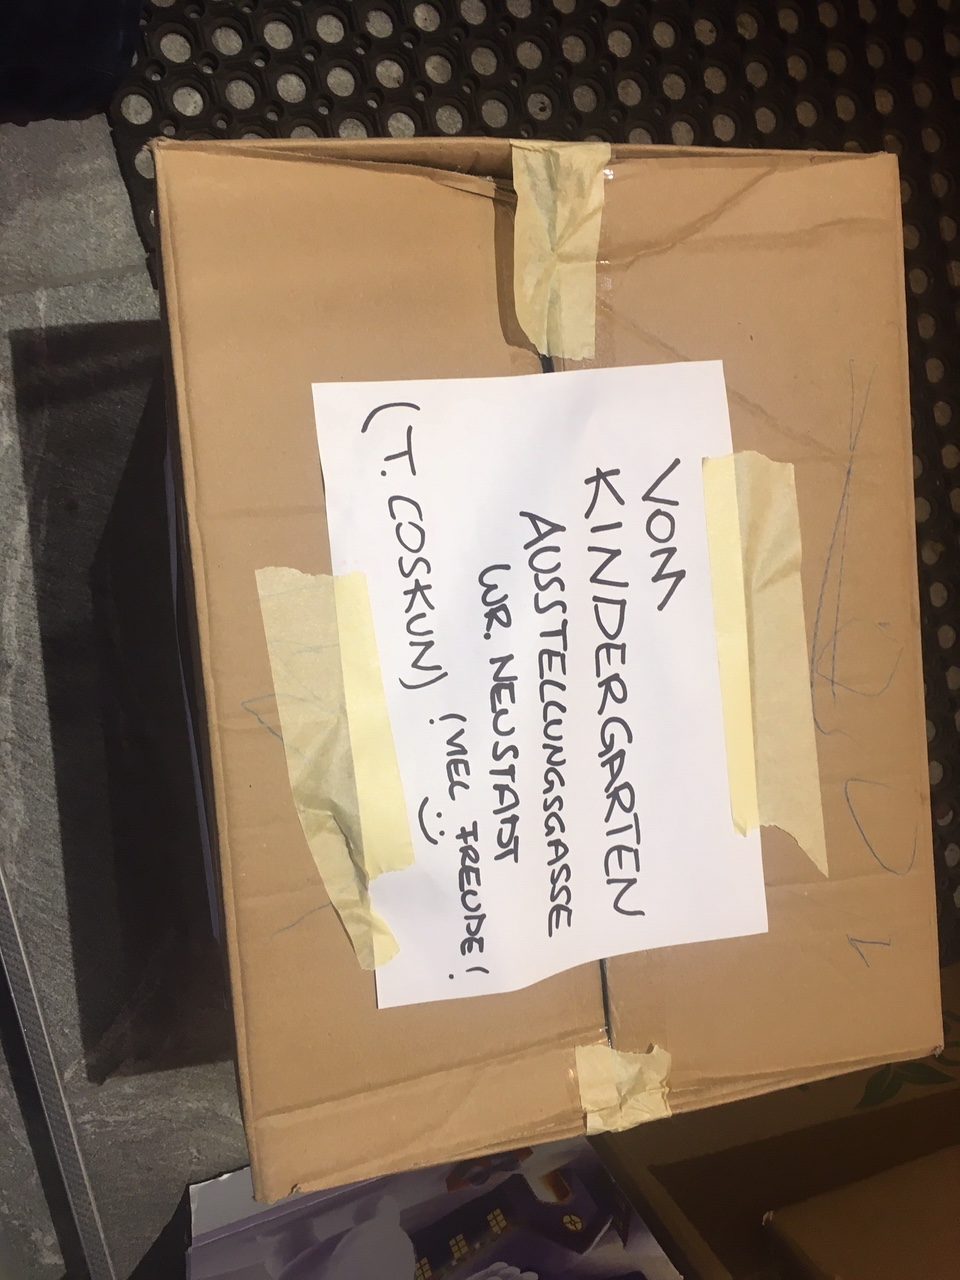 VOM
KINDERGARTEN
AUSSTELLUNGSGASSE
WR. NEUSTADT
! VIEL FREUDE!
(T. COSKUN) :)